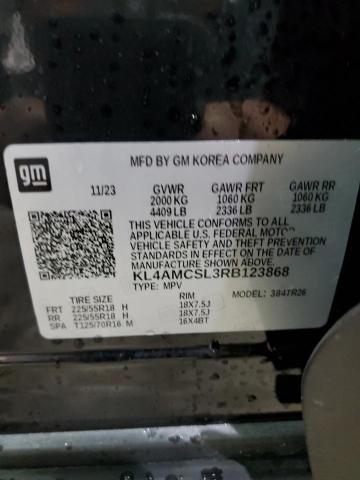 gm
MFD BY GM KOREA COMPANY
11/23 GVWR GAWR FRT GAWR RR
2000 KG 1060 KG 1060 KG
4409 LB 2336 LB 2336 LB
THIS VEHICLE CONFORMS TO ALL
APPLICABLE U.S. FEDERAL MOTOR
VEHICLE SAFETY AND THEFT PREVENTION
STANDARDS IN EFFECT ON THE DATE OF
MANUFACTURE SHOWN ABOVE.
KL4AMCSL3RB123868
TYPE: MPV MODEL: 384TR26
TIRE SIZE RIM
FRT 225/55R18 H 18X7.5J
RR 225/55R18 H 18X7.5J
SPA T125/70R16 M 16X4BT